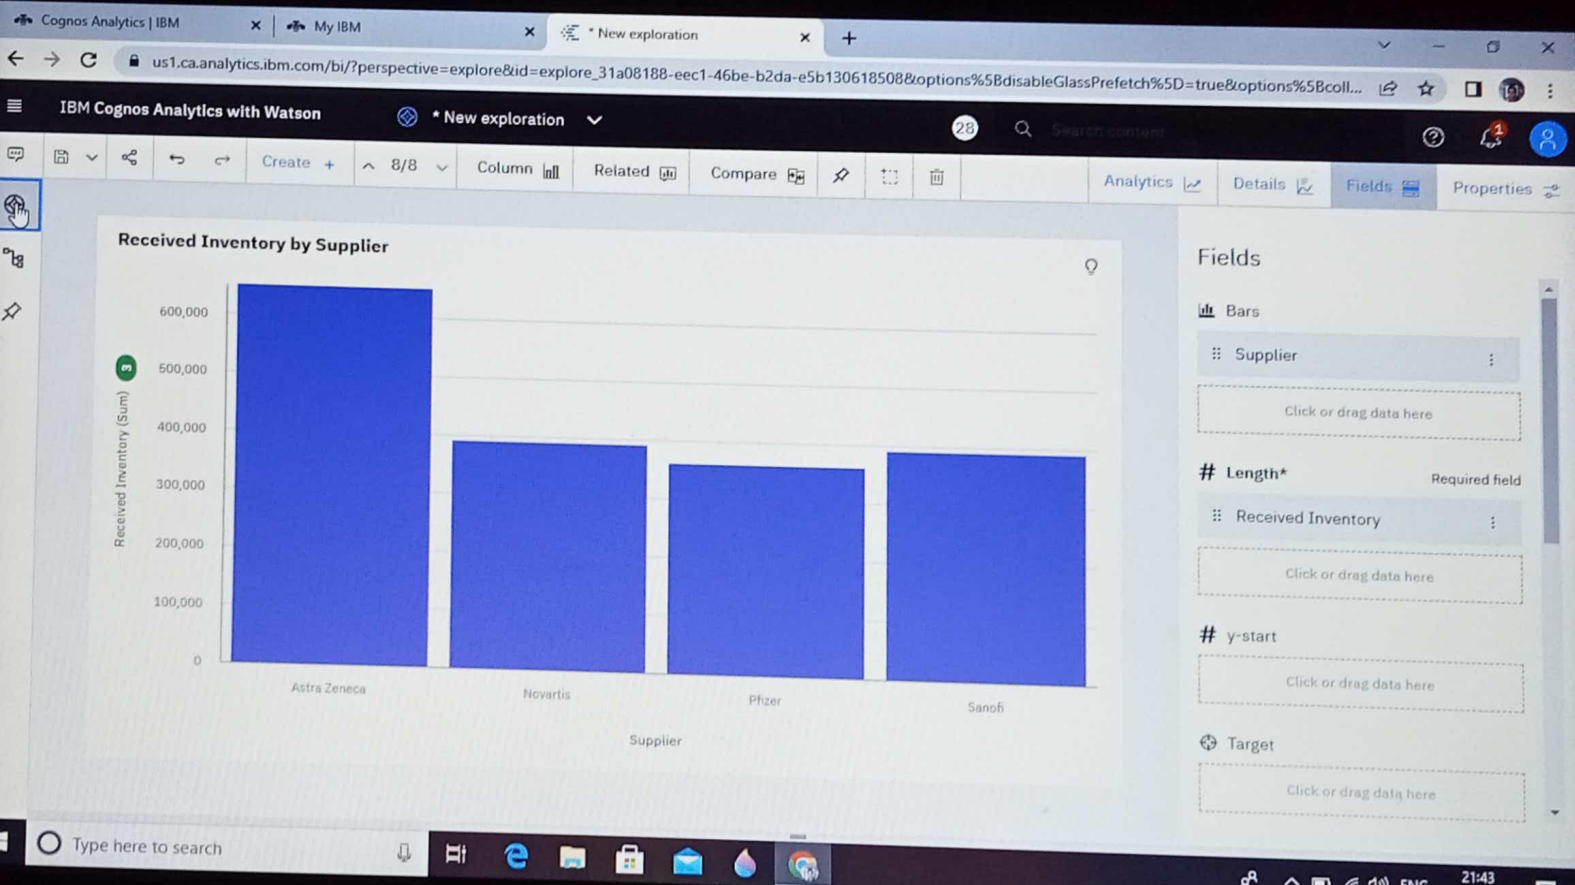 Cognos Analytics | IBM
My IBM
* New exploration
us1.ca.analytics.ibm.com/bi/?perspective=explore&id=explore_31a08188-eec1-46be-b2da-e5b130618508&options%5BdisableGlassPrefetch%5D=true&options%5Bcoll...
IBM Cognos Analytics with Watson
* New exploration
28
Search content
1
Create +
8/8
Column
Related
Compare
Analytics
Details
Fields
Properties
Received Inventory by Supplier
600,000
500,000
400,000
300,000
200,000
100,000
0
3
Received Inventory (Sum)
Astra Zeneca
Novartis
Pfizer
Sanofi
Supplier
Fields
Bars
Supplier
Click or drag data here
# Length*
Required field
Received Inventory
Click or drag data here
# y-start
Click or drag data here
Target
Click or drag data here
Type here to search
ENG
21:43